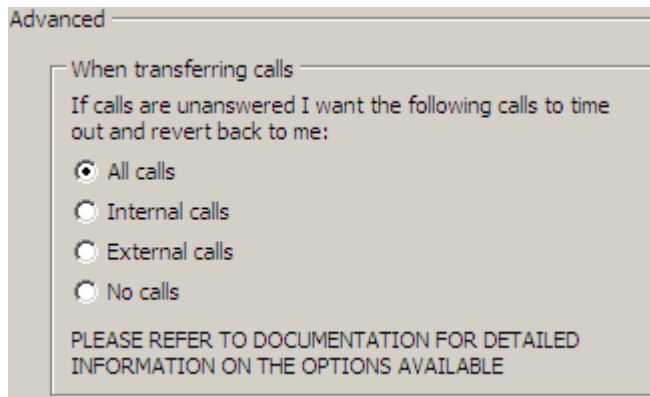 Advanced
When transferring calls
If calls are unanswered I want the following calls to time
out and revert back to me:
All calls
Internal calls
External calls
No calls
PLEASE REFER TO DOCUMENTATION FOR DETAILED
INFORMATION ON THE OPTIONS AVAILABLE